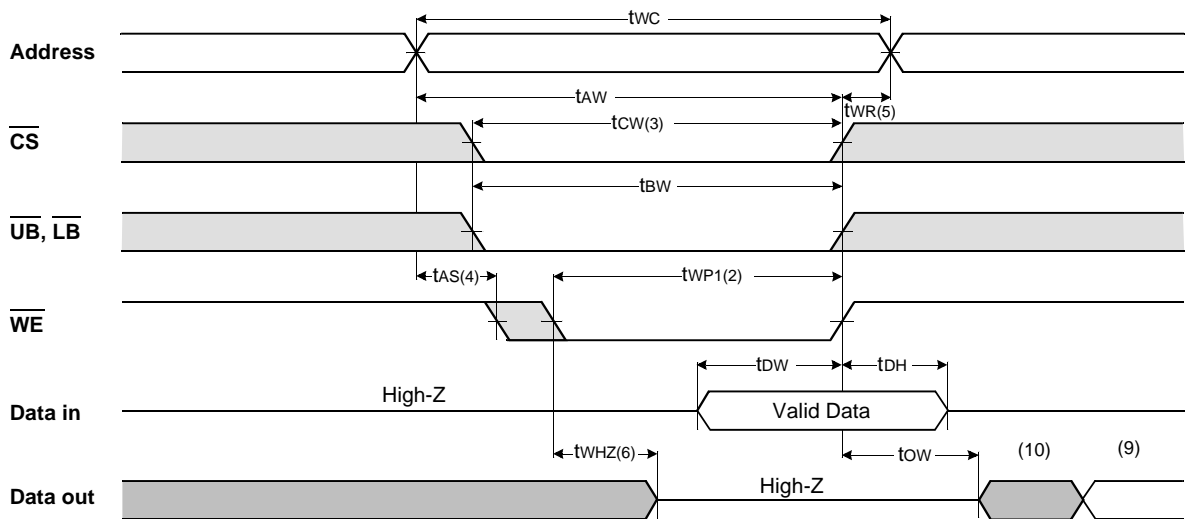 tWC
Address
tAW
tWR(5)
tCW(3)
CS
tBW
UB, LB
tAS(4)
tWP1(2)
WE
tDW
tDH
High-Z
Data in
Valid Data
tWHZ(6)
tOW
(10)
(9)
High-Z
Data out